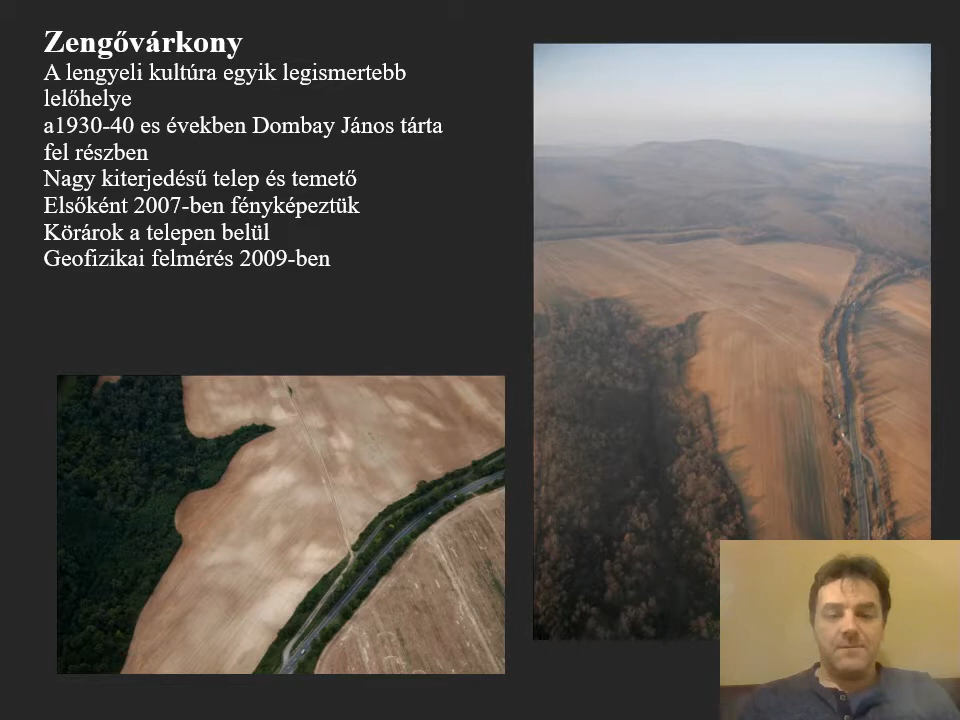 Zengővárkony
A lengyeli kultúra egyik legismertebb
lelőhelye
a1930-40 es években Dombay János tárta
fel részben
Nagy kiterjedésű telep és temető
Elsőként 2007-ben fényképeztük
Körárok a telepen belül
Geofizikai felmérés 2009-ben